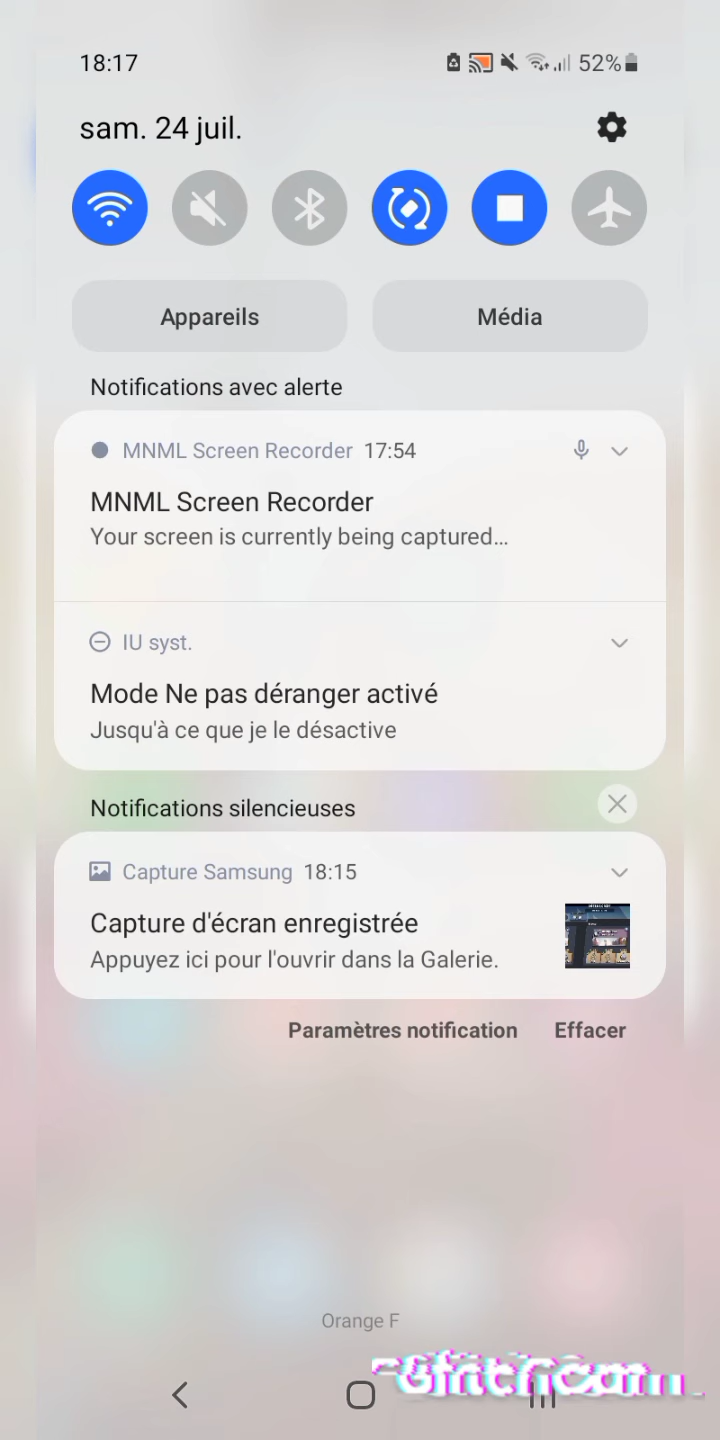 18:17
52%
sam. 24 juil.
Appareils
Média
Notifications avec alerte
MNML Screen Recorder 17:54
MNML Screen Recorder
Your screen is currently being captured…
IU syst.
Mode Ne pas déranger activé
Jusqu'à ce que je le désactive
Notifications silencieuses
Capture Samsung 18:15
Capture d'écran enregistrée
Appuyez ici pour l'ouvrir dans la Galerie.
Paramètres notification
Effacer
Orange F